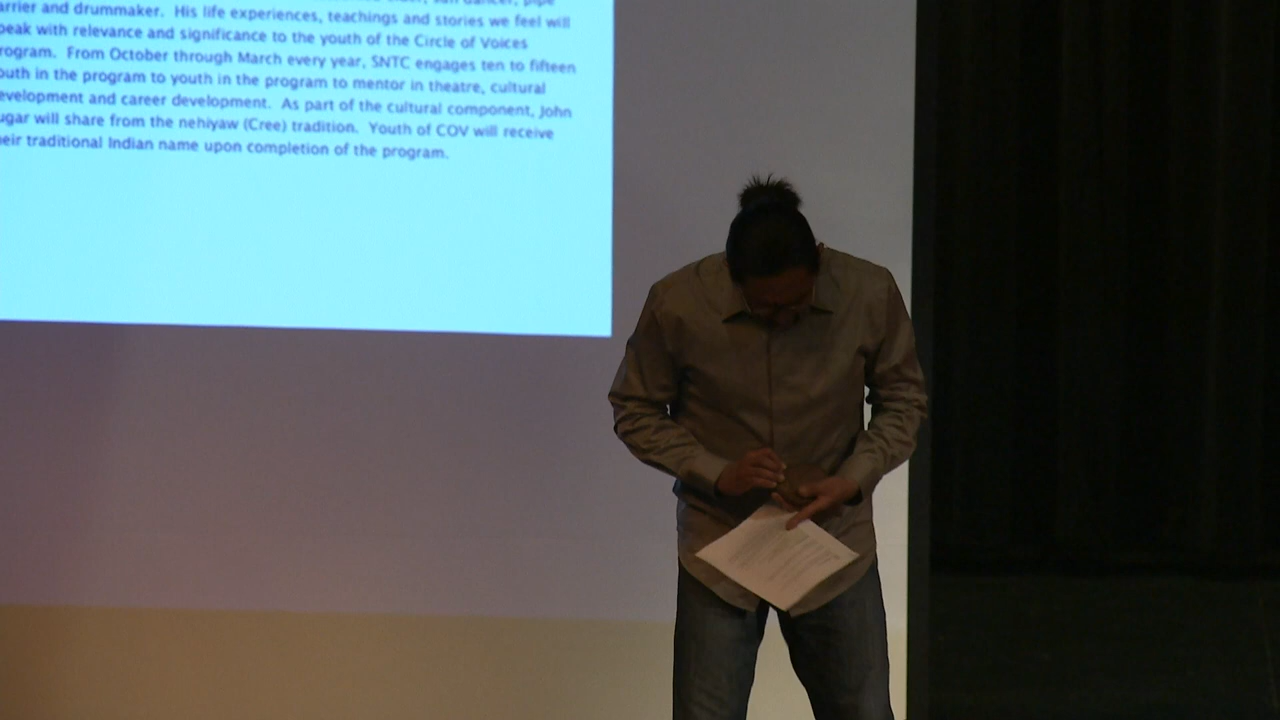 arrier and drummaker. His life experiences, teachings and stories we feel will
peak with relevance and significance to the youth of the Circle of Voices
rogram. From October through March every year, SNTC engages ten to fifteen
outh in the program to youth in the program to mentor in theatre, cultural
evelopment and career development. As part of the cultural component, John
ugar will share from the nehiyaw (Cree) tradition. Youth of COV will receive
heir traditional Indian name upon completion of the program.